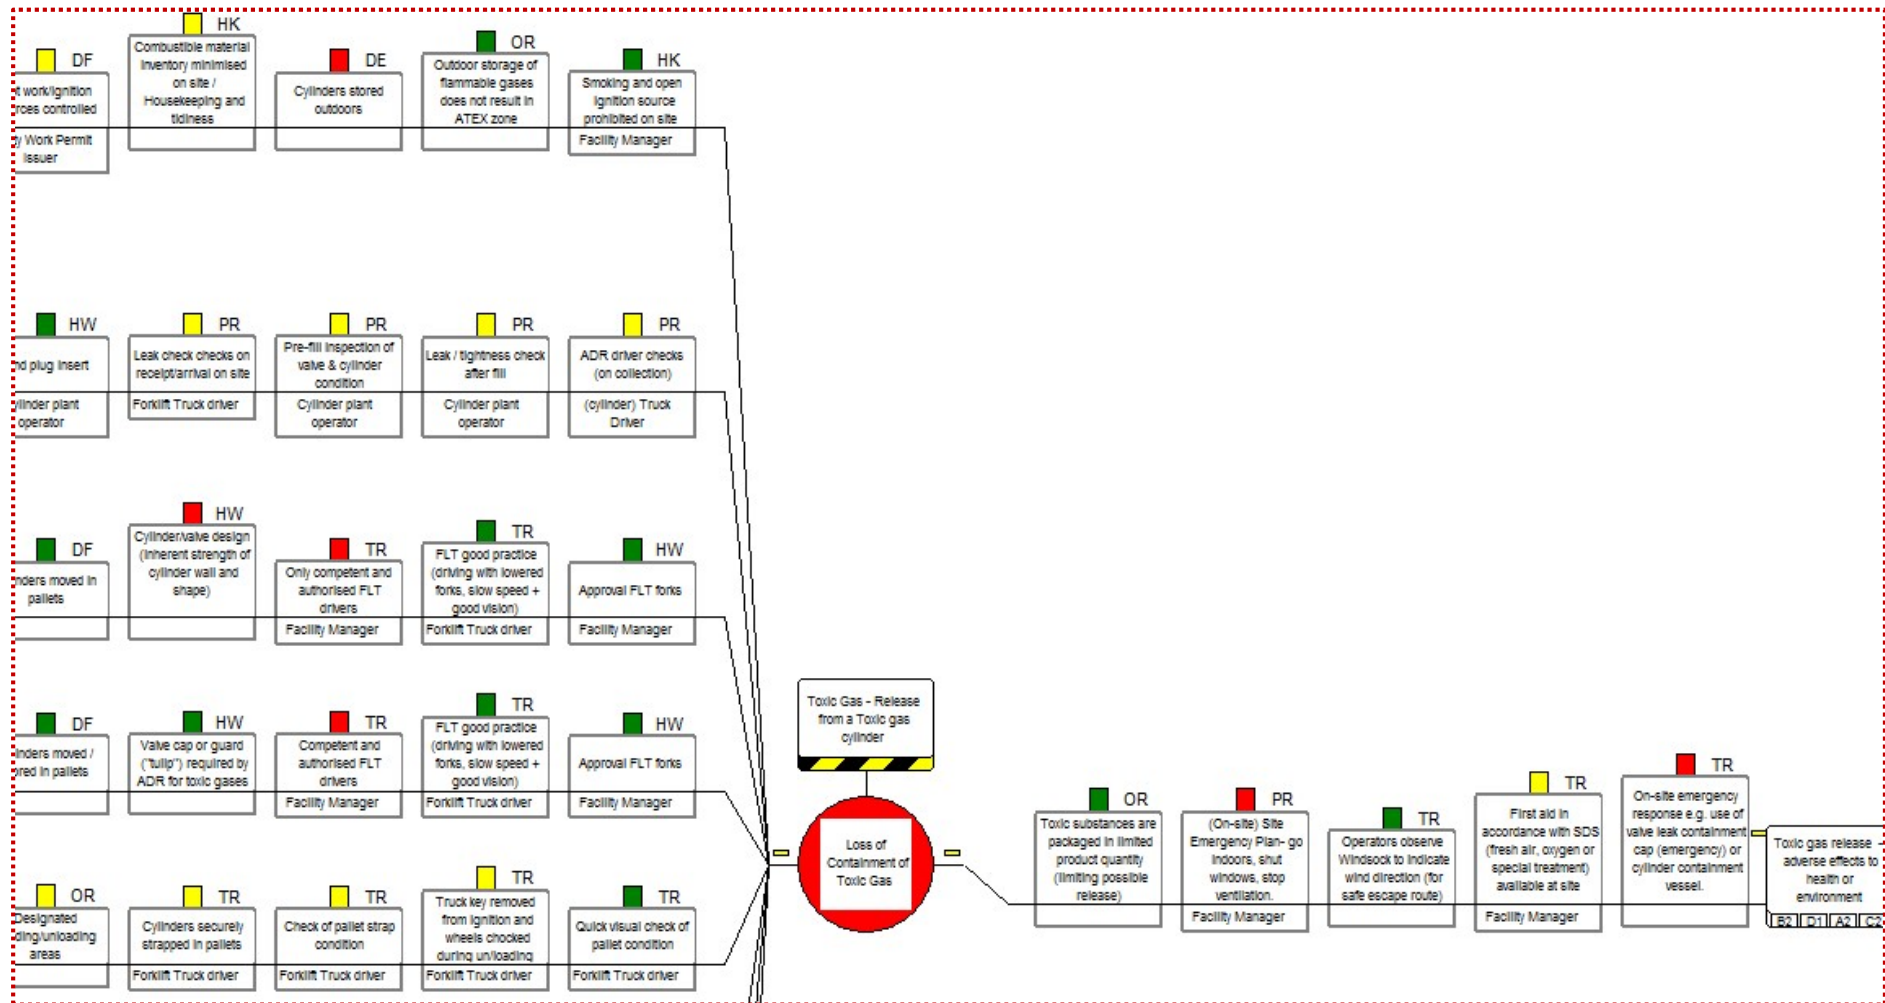 HK
Combustible material
inventory minimised
on site /
Housekeeping and
tidiness
DF
t work/ignition
rces controlled
y Work Permit
Issuer
DE
Cylinders stored
outdoors
OR
Outdoor storage of
flammable gases
does not result in
ATEX zone
HK
Smoking and open
ignition source
prohibited on site
Facility Manager
HW
nd plug insert
ylinder plant
operator
PR
Leak check checks on
receipt/arrival on site
Forklift Truck driver
PR
Pre-fill inspection of
valve & cylinder
condition
Cylinder plant
operator
PR
Leak / tightness check
after fill
Cylinder plant
operator
PR
ADR driver checks
(on collection)
(cylinder) Truck
Driver
DF
nders moved in
pallets
HW
Cylinder/valve design
(inherent strength of
cylinder wall and
shape)
TR
Only competent and
authorised FLT
drivers
Facility Manager
TR
FLT good practice
(driving with lowered
forks, slow speed +
good vision)
Forklift Truck driver
HW
Approval FLT forks
Facility Manager
DF
inders moved /
ored in pallets
HW
Valve cap or guard
("tulip") required by
ADR for toxic gases
TR
Competent and
authorised FLT
drivers
Facility Manager
TR
FLT good practice
(driving with lowered
forks, slow speed +
good vision)
Forklift Truck driver
HW
Approval FLT forks
Facility Manager
OR
Designated
ding/unloading
areas
TR
Cylinders securely
strapped in pallets
Forklift Truck driver
TR
Check of pallet strap
condition
Forklift Truck driver
TR
Truck key removed
from ignition and
wheels chocked
during un/loading
Forklift Truck driver
TR
Quick visual check of
pallet condition
Forklift Truck driver
Toxic Gas - Release
from a Toxic gas
cylinder
Loss of
Containment of
Toxic Gas
OR
Toxic substances are
packaged in limited
product quantity
(limiting possible
release)
PR
(On-site) Site
Emergency Plan- go
indoors, shut
windows, stop
ventilation.
Facility Manager
TR
Operators observe
Windsock to indicate
wind direction (for
safe escape route)
TR
First aid in
accordance with SDS
(fresh air, oxygen or
special treatment)
available at site
Facility Manager
TR
On-site emergency
response e.g. use of
valve leak containment
cap (emergency) or
cylinder containment
vessel.
Toxic gas release -
adverse effects to
health or
environment
B2 D1 A2 C2